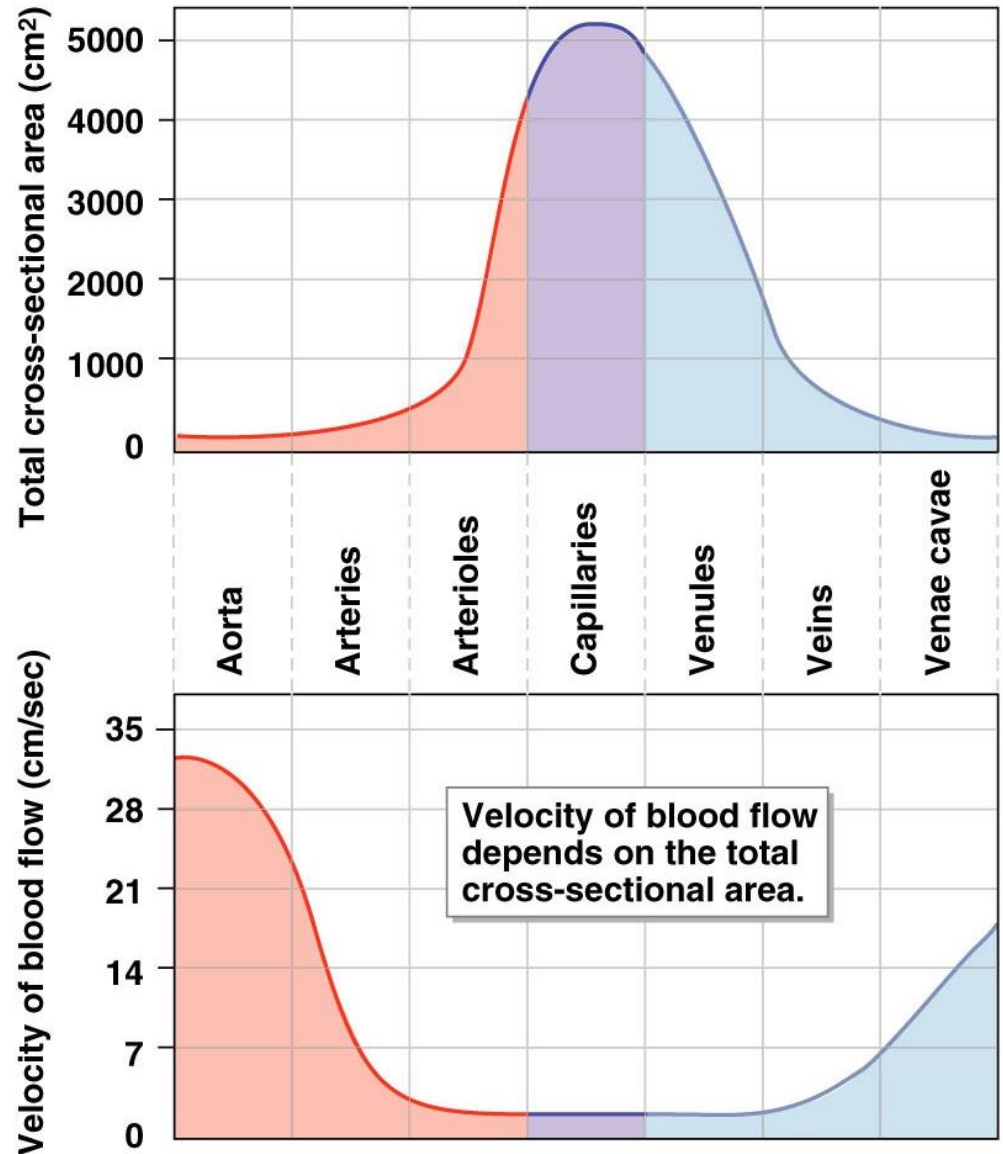 Total cross-sectional area (cm²)
5000
4000
3000
2000
1000
0
Aorta
Arteries
Arterioles
Capillaries
Venules
Veins
Venae cavae
Velocity of blood flow (cm/sec)
35
28
21
14
7
0
Velocity of blood flow
depends on the total
cross-sectional area.